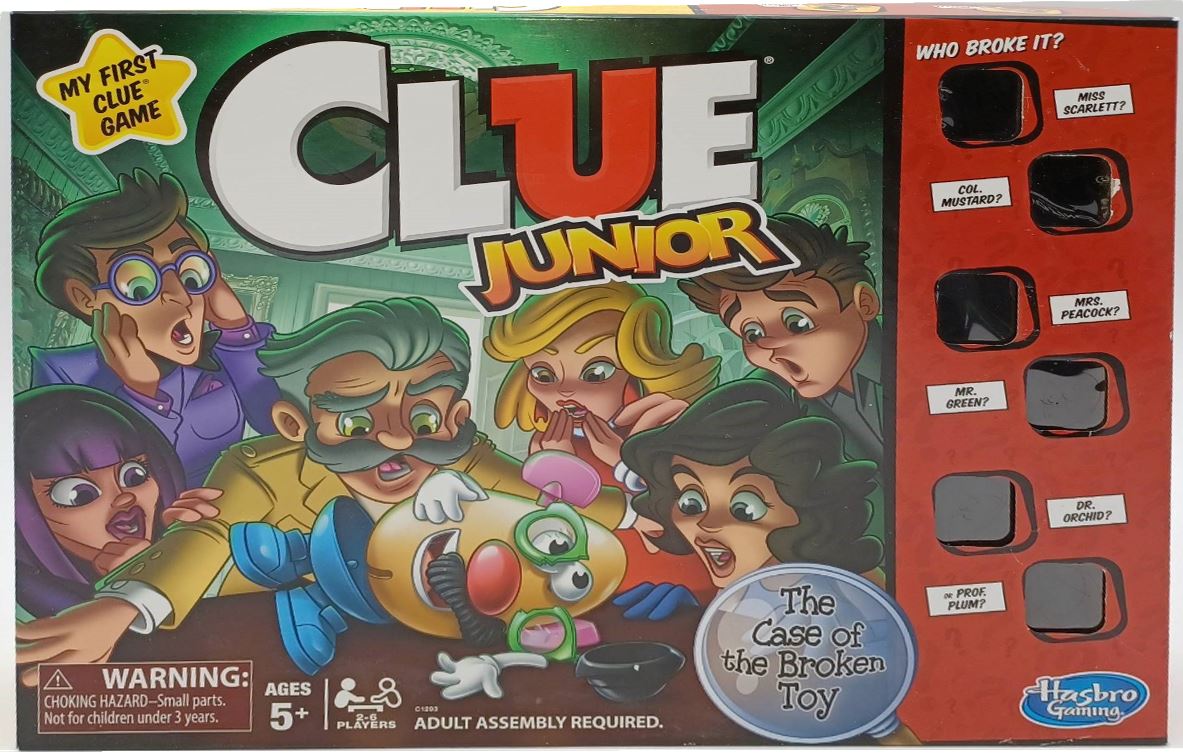 MY FIRST
CLUE®
GAME
CLUE®
JUNIOR
WHO BROKE IT?
MISS
SCARLETT?
COL.
MUSTARD?
MRS.
PEACOCK?
MR.
GREEN?
DR.
ORCHID?
OR PROF.
PLUM?
The
Case of
the Broken
Toy
WARNING:
CHOKING HAZARD–Small parts.
Not for children under 3 years.
AGES
5+
2-6
PLAYERS
C1293
ADULT ASSEMBLY REQUIRED.
Hasbro
Gaming